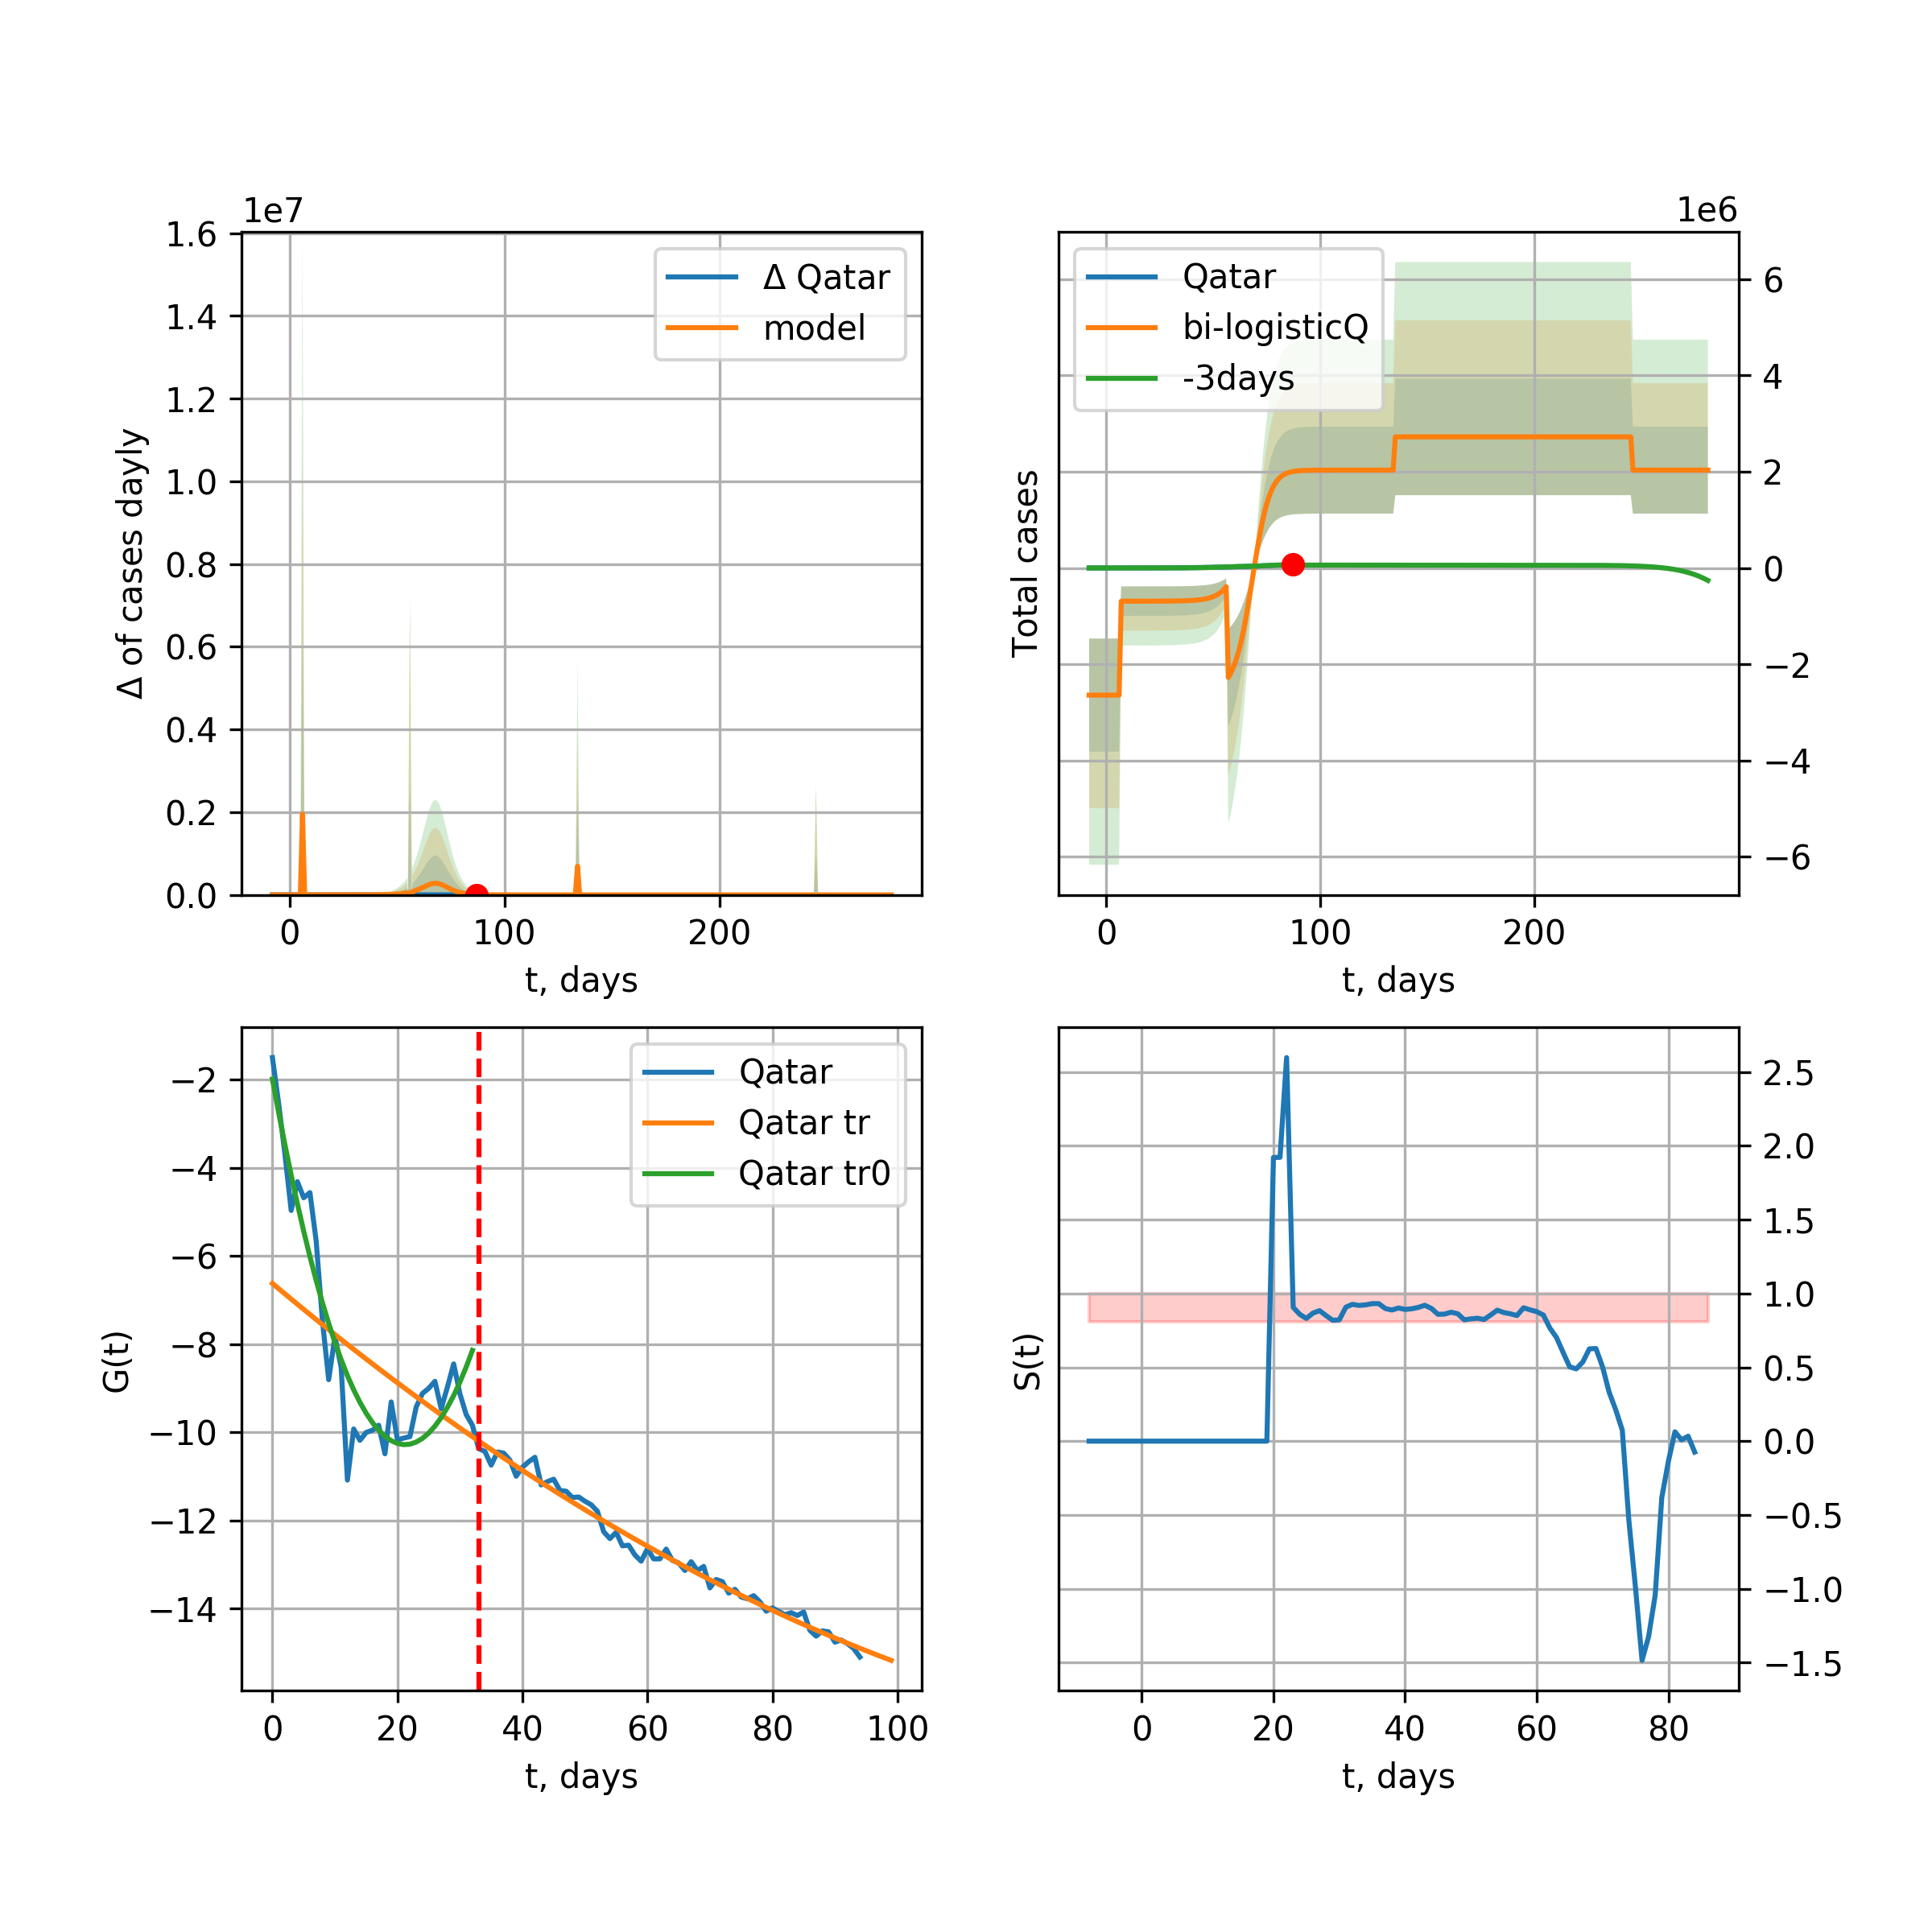 1e7
1.6
1.4
1.2
1.0
0.8
0.6
0.4
0.2
0.0
Δ of cases dayly
Δ Qatar
model
0
100
200
t, days
1e6
Qatar
bi-logisticQ
-3days
6
4
2
0
−2
−4
−6
Total cases
0
100
200
t, days
−2
−4
−6
−8
−10
−12
−14
G(t)
Qatar
Qatar tr
Qatar tr0
0
20
40
60
80
100
t, days
2.5
2.0
1.5
1.0
0.5
0.0
−0.5
−1.0
−1.5
S(t)
0
20
40
60
80
t, days